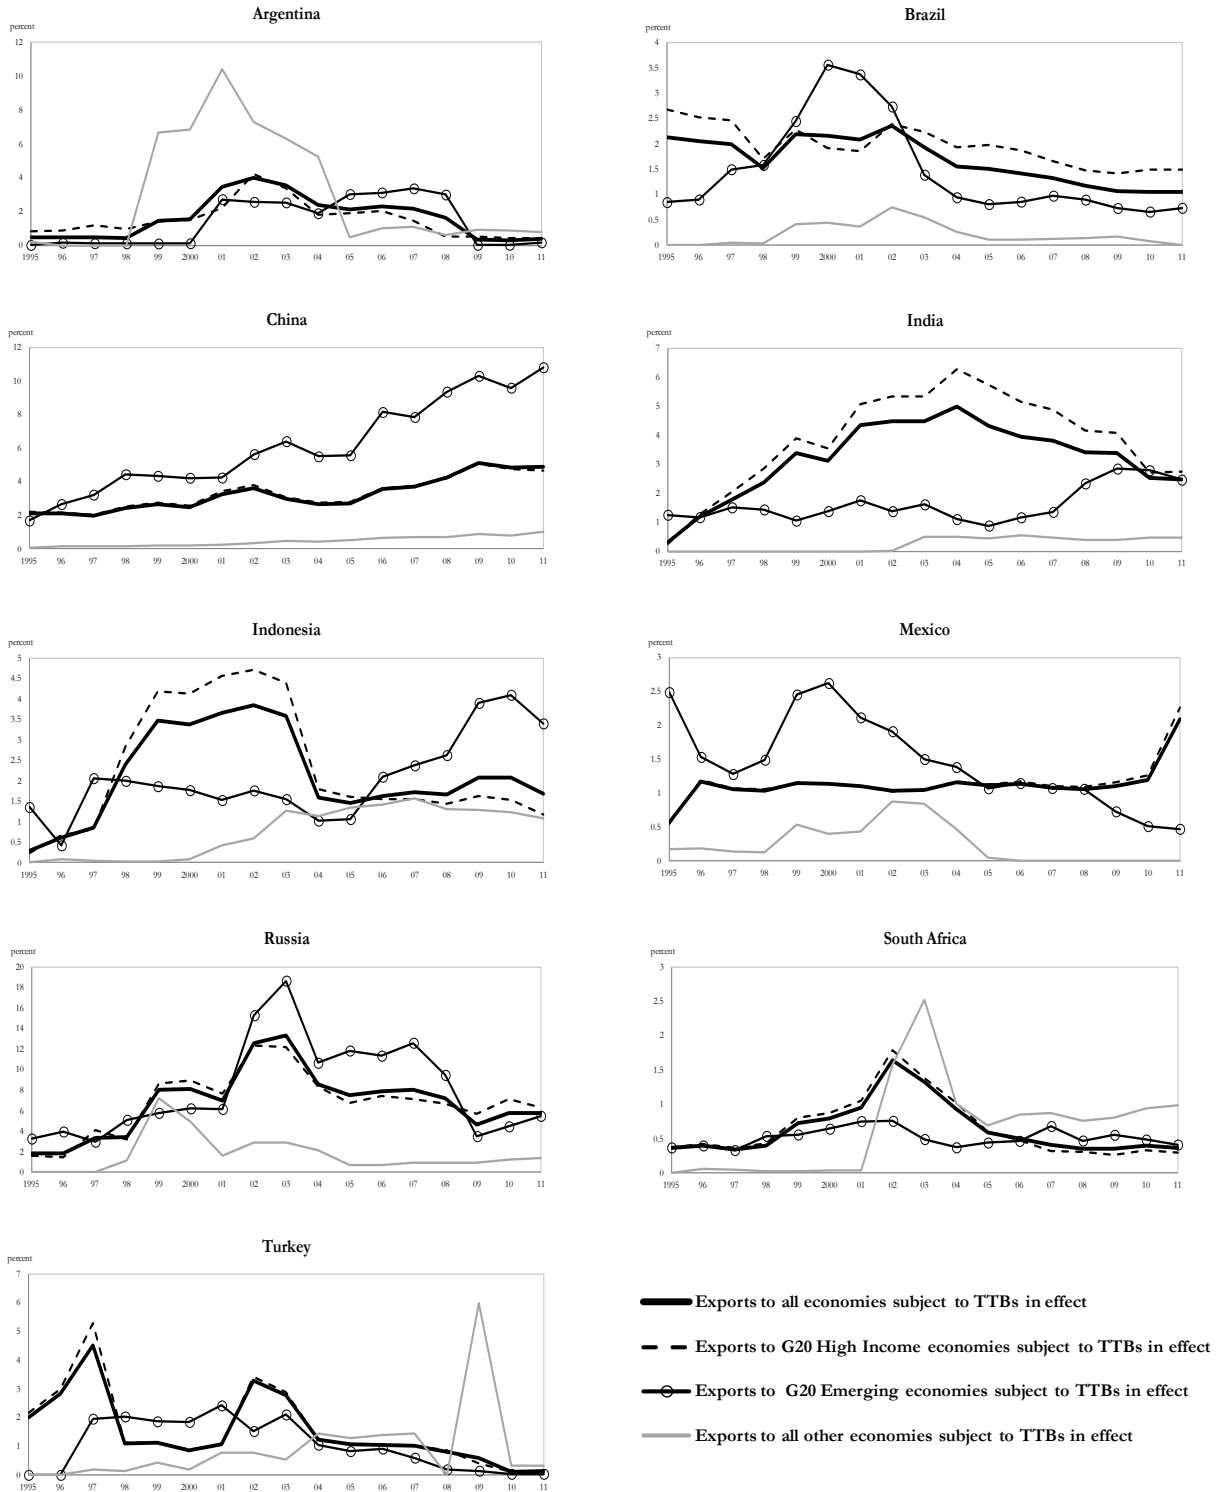 Argentina
percent
12
10
8
6
4
2
0
1995 96 97 98 99 2000 01 02 03 04 05 06 07 08 09 10 11
Brazil
percent
4
3.5
3
2.5
2
1.5
1
0.5
0
1995 96 97 98 99 2000 01 02 03 04 05 06 07 08 09 10 11
China
percent
12
10
8
6
4
2
0
1995 96 97 98 99 2000 01 02 03 04 05 06 07 08 09 10 11
India
percent
7
6
5
4
3
2
1
0
1995 96 97 98 99 2000 01 02 03 04 05 06 07 08 09 10 11
Indonesia
percent
5
4.5
4
3.5
3
2.5
2
1.5
1
0.5
0
1995 96 97 98 99 2000 01 02 03 04 05 06 07 08 09 10 11
Mexico
percent
3
2.5
2
1.5
1
0.5
0
1995 96 97 98 99 2000 01 02 03 04 05 06 07 08 09 10 11
Russia
percent
20
18
16
14
12
10
8
6
4
2
0
1995 96 97 98 99 2000 01 02 03 04 05 06 07 08 09 10 11
South Africa
percent
3
2.5
2
1.5
1
0.5
0
1995 96 97 98 99 2000 01 02 03 04 05 06 07 08 09 10 11
Turkey
percent
7
6
5
4
3
2
1
0
1995 96 97 98 99 2000 01 02 03 04 05 06 07 08 09 10 11
Exports to all economies subject to TTBs in effect
Exports to G20 High Income economies subject to TTBs in effect
Exports to G20 Emerging economies subject to TTBs in effect
Exports to all other economies subject to TTBs in effect